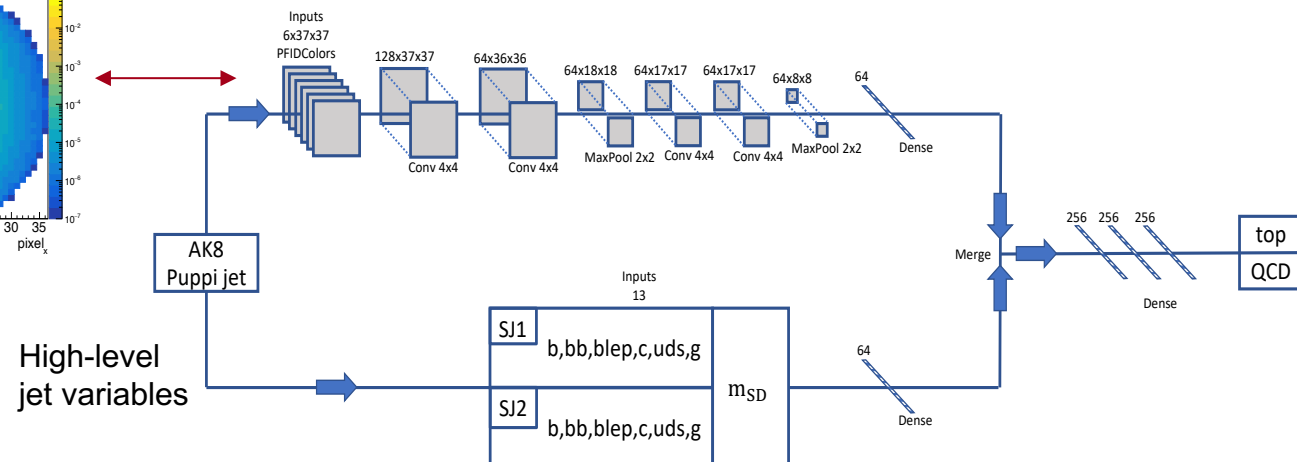 10⁻²
10⁻³
10⁻⁴
10⁻⁵
10⁻⁶
10⁻⁷
30 35
pixelₓ
Inputs
6x37x37
PFIDColors
128x37x37
Conv 4x4
64x36x36
Conv 4x4
64x18x18
MaxPool 2x2
64x17x17
Conv 4x4
64x17x17
Conv 4x4
64x8x8
MaxPool 2x2
64
Dense
AK8
Puppi jet
High-level
jet variables
Inputs
13
SJ1
b,bb,blep,c,uds,g
SJ2
b,bb,blep,c,uds,g
m_SD
64
Dense
Merge
256 256 256
Dense
top
QCD